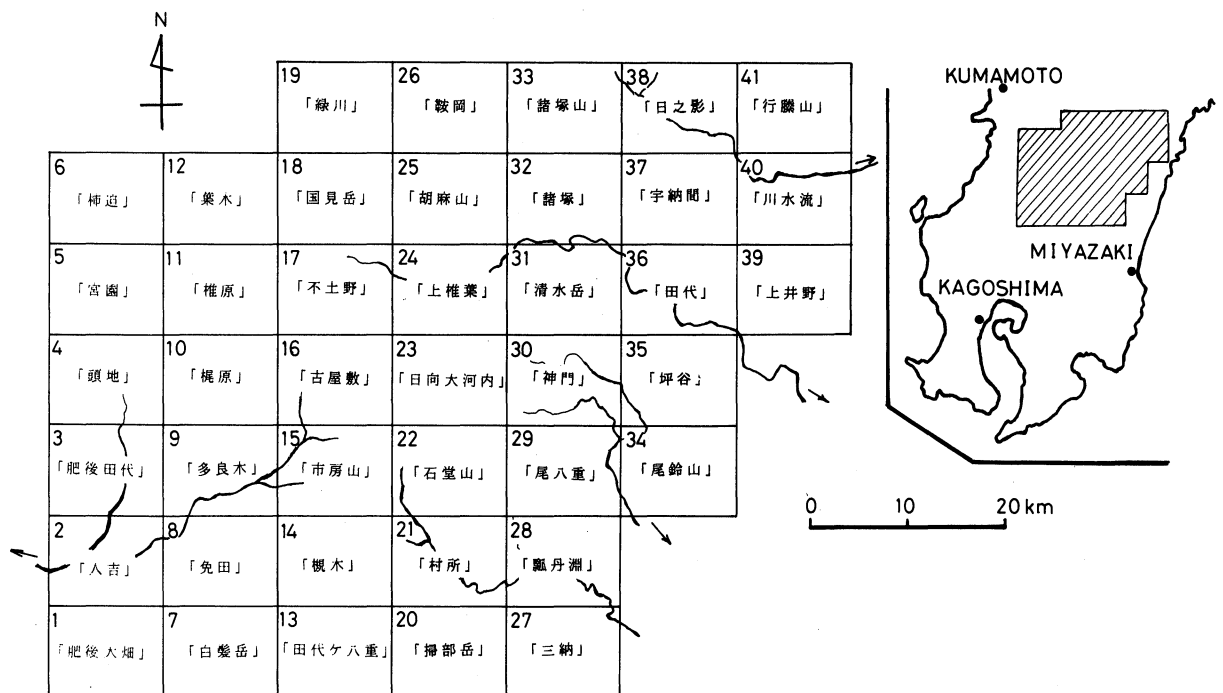 N
19 26 33 38 41
「緑川」 「鞍岡」 「諸塚山」 「日之影」 「行縢山」
6 12 18 25 32 37 40
「柿迫」 「葉木」 「国見岳」 「胡麻山」 「諸塚」 「宇納間」 「川水流」
5 11 17 24 31 36 39
「宮園」 「椎原」 「不土野」 「上椎葉」 「清水岳」 「田代」 「上井野」
4 10 16 23 30 35
「頭地」 「梶原」 「古屋敷」 「日向大河内」 「神門」 「坪谷」
3 9 15 22 29 34
「肥後田代」 「多良木」 「市房山」 「石堂山」 「尾八重」 「尾鈴山」
2 8 14 21 28
「人吉」 「免田」 「槻木」 「村所」 「瓢丹淵」
1 7 13 20 27
「肥後大畑」 「白髪岳」 「田代ケ八重」 「掃部岳」 「三納」
KUMAMOTO
MIYAZAKI
KAGOSHIMA
0 10 20 km